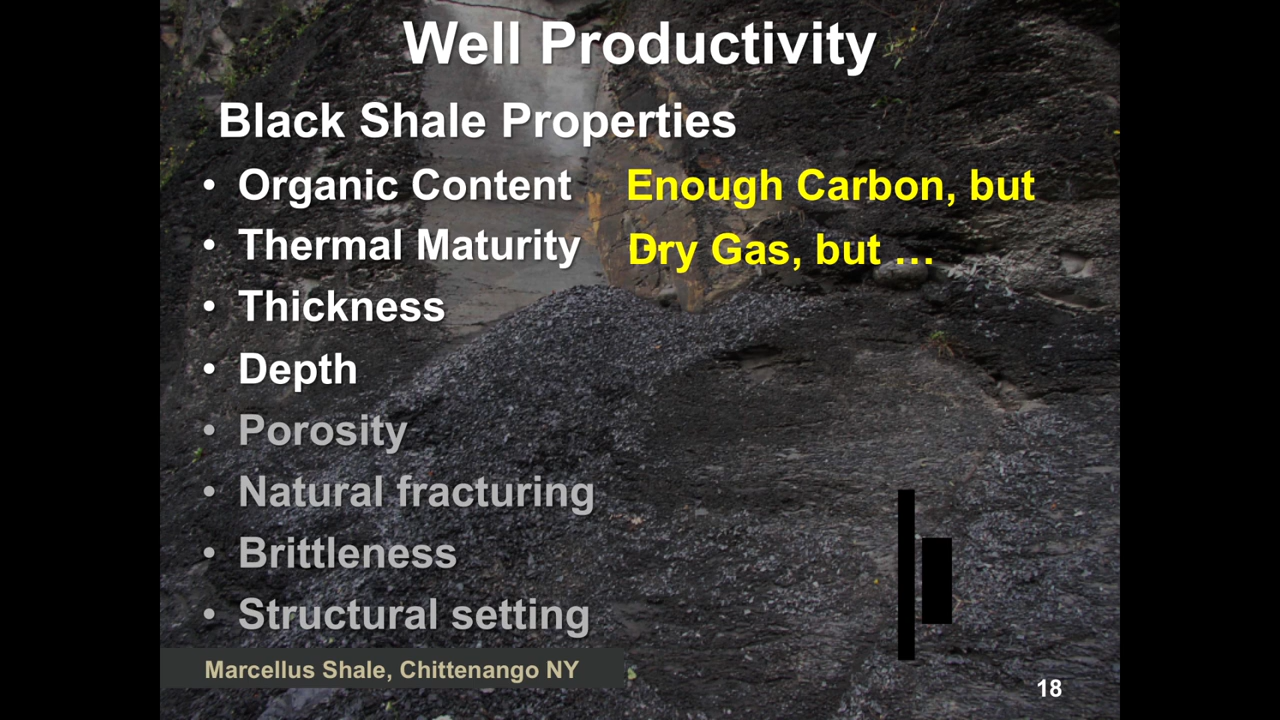 Well Productivity
Black Shale Properties
• Organic Content Enough Carbon, but
• Thermal Maturity Dry Gas, but …
• Thickness
• Depth
• Porosity
• Natural fracturing
• Brittleness
• Structural setting
Marcellus Shale, Chittenango NY
18